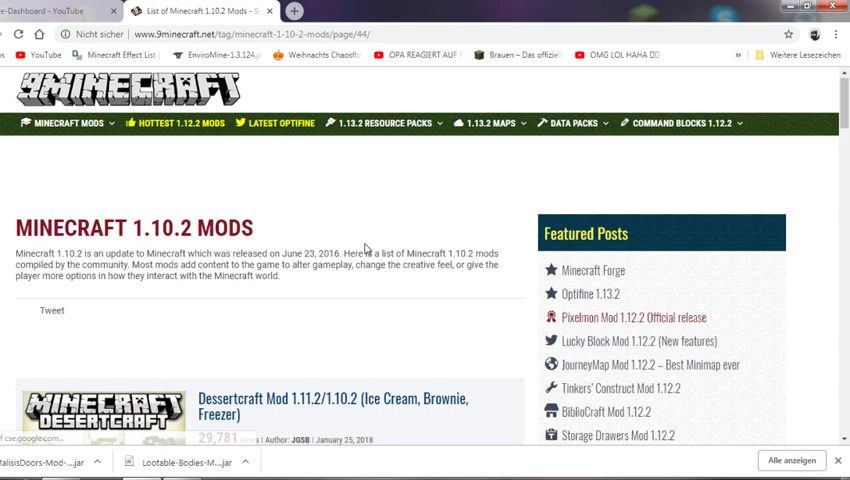 e-Dashboard - YouTube
List of Minecraft 1.10.2 Mods - 9
Nicht sicher
www.9minecraft.net/tag/minecraft-1-10-2-mods/page/44/
YouTube
Minecraft Effect List
EnviroMine-1.3.124.j
Weihnachts Chaosflo
OPA REAGIERT AUF
Brauen – Das offiziel
OMG LOL HAHA
Weitere Lesezeichen
9MINECRAFT
MINECRAFT MODS
HOTTEST 1.12.2 MODS
LATEST OPTIFINE
1.13.2 RESOURCE PACKS
1.13.2 MAPS
DATA PACKS
COMMAND BLOCKS 1.12.2
MINECRAFT 1.10.2 MODS
Minecraft 1.10.2 is an update to Minecraft which was released on June 23, 2016. Here is a list of Minecraft 1.10.2 mods
compiled by the community. Most mods add content to the game to alter gameplay, change the creative feel, or give the
player more options in how they interact with the Minecraft world.
Tweet
MINECRAFT
DESERTCRAFT
Dessertcraft Mod 1.11.2/1.10.2 (Ice Cream, Brownie,
Freezer)
29,781 views | Author: JGSB | January 25, 2018
Featured Posts
Minecraft Forge
Optifine 1.13.2
Pixelmon Mod 1.12.2 Official release
Lucky Block Mod 1.12.2 (New features)
JourneyMap Mod 1.12.2 – Best Minimap ever
Tinkers' Construct Mod 1.12.2
BiblioCraft Mod 1.12.2
Storage Drawers Mod 1.12.2
f cse.google.com...
MalisisDoors-Mod-....jar
Lootable-Bodies-M....jar
Alle anzeigen